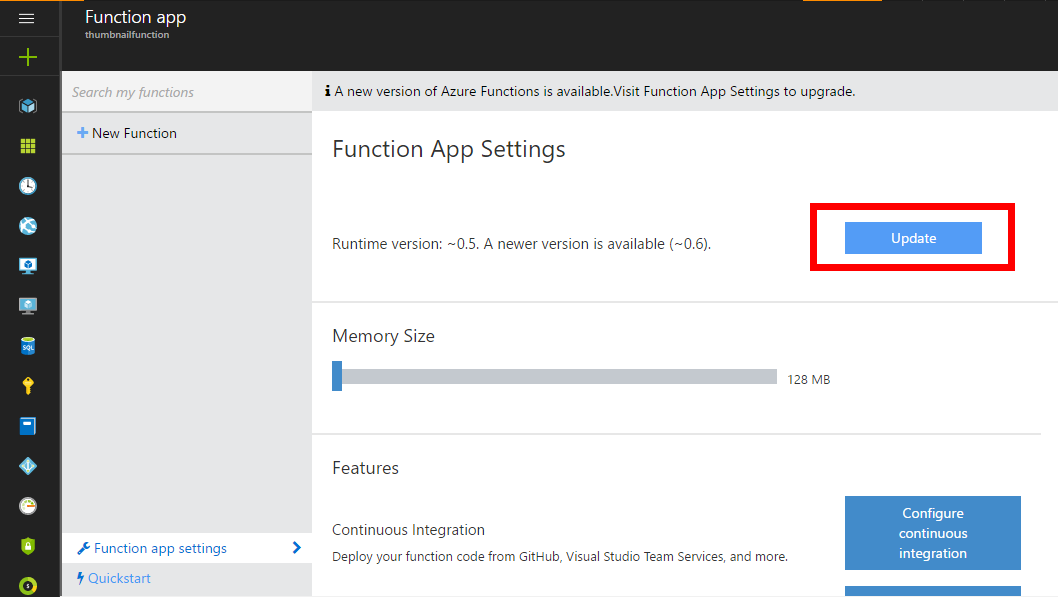 Function app
thumbnailfunction
Search my functions
New Function
A new version of Azure Functions is available.Visit Function App Settings to upgrade.
Function App Settings
Runtime version: ~0.5. A newer version is available (~0.6).
Update
Memory Size
128 MB
Features
Continuous Integration
Deploy your function code from GitHub, Visual Studio Team Services, and more.
Configure
continuous
integration
Function app settings
Quickstart
SQL